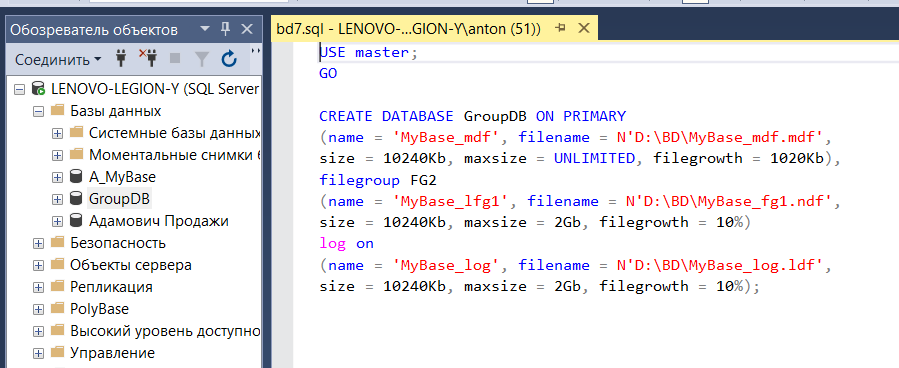 Обозреватель объектов
Соединить
LENOVO-LEGION-Y (SQL Server
Базы данных
Системные базы данных
Моментальные снимки
A_MyBase
GroupDB
Адамович Продажи
Безопасность
Объекты сервера
Репликация
PolyBase
Высокий уровень доступно
Управление
bd7.sql - LENOVO-...GION-Y\anton (51))
USE master;
GO
CREATE DATABASE GroupDB ON PRIMARY
(name = 'MyBase_mdf', filename = N'D:\BD\MyBase_mdf.mdf',
size = 10240Kb, maxsize = UNLIMITED, filegrowth = 1020Kb),
filegroup FG2
(name = 'MyBase_lfg1', filename = N'D:\BD\MyBase_fg1.ndf',
size = 10240Kb, maxsize = 2Gb, filegrowth = 10%)
log on
(name = 'MyBase_log', filename = N'D:\BD\MyBase_log.ldf',
size = 10240Kb, maxsize = 2Gb, filegrowth = 10%);